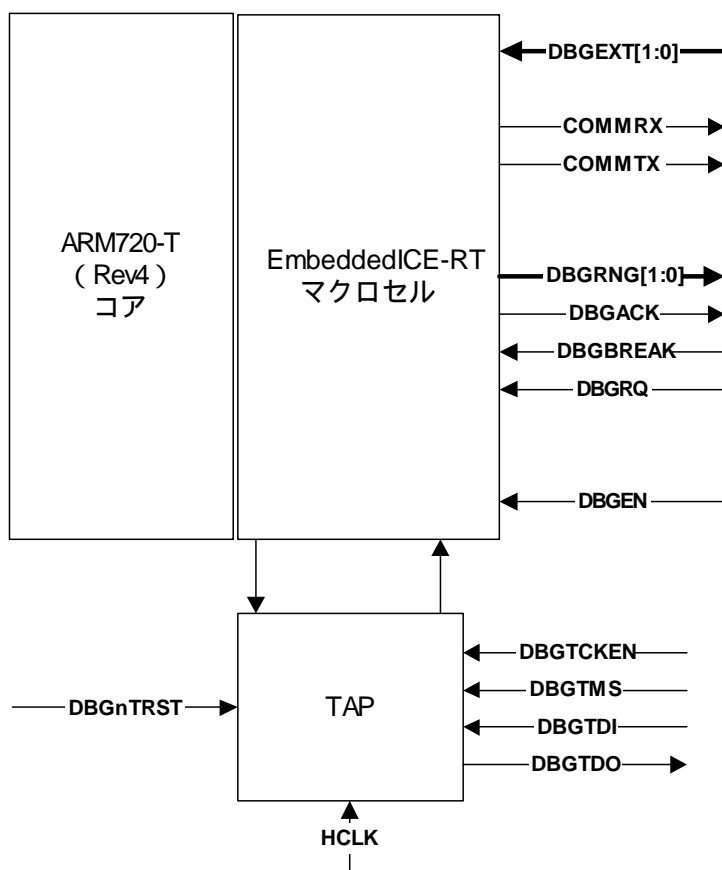 DBGEXT[1:0]
COMMRX
COMMTX
ARM720-T
（Rev4）
コア
EmbeddedICE-RT
マクロセル
DBGRNG[1:0]
DBGACK
DBGBREAK
DBGRQ
DBGEN
DBGTCKEN
DBGTMS
DBGnTRST
TAP
DBGTDI
DBGTDO
HCLK